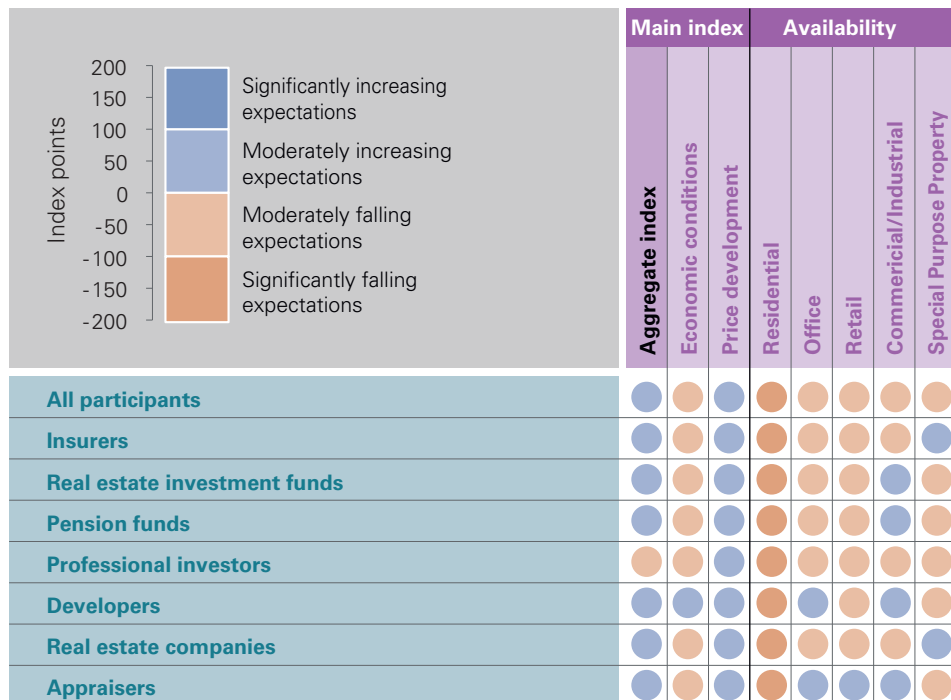 Main index
Availability
200
150
100
50
0
-50
-100
-150
-200
Index points
Significantly increasing
expectations
Moderately increasing
expectations
Moderately falling
expectations
Significantly falling
expectations
Aggregate index
Economic conditions
Price development
Residential
Office
Retail
Commericial/Industrial
Special Purpose Property
All participants
Insurers
Real estate investment funds
Pension funds
Professional investors
Developers
Real estate companies
Appraisers